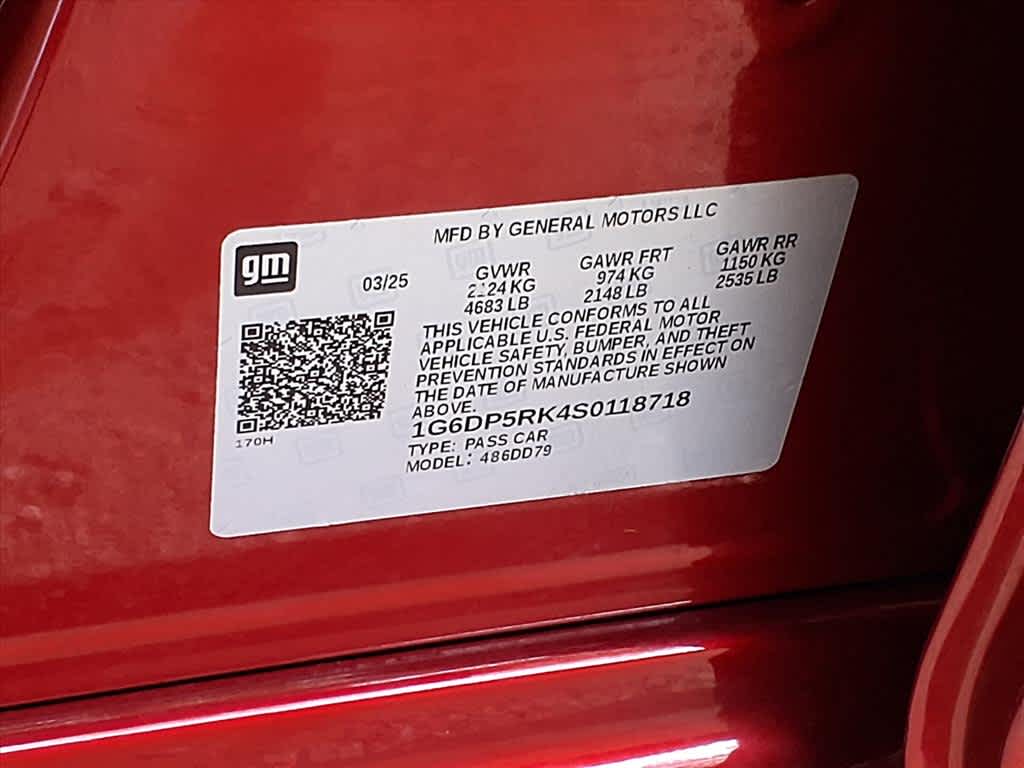 MFD BY GENERAL MOTORS LLC
gm
03/25
GVWR GAWR FRT GAWR RR
974 KG 1150 KG
4683 LB 2148 LB 2535 LB
THIS VEHICLE CONFORMS TO ALL
APPLICABLE U.S. FEDERAL MOTOR
VEHICLE SAFETY, BUMPER, AND THEFT
PREVENTION STANDARDS IN EFFECT ON
THE DATE OF MANUFACTURE SHOWN
ABOVE.
1G6DP5RK4S0118718
170H
TYPE: PASS CAR
MODEL: 486DD79